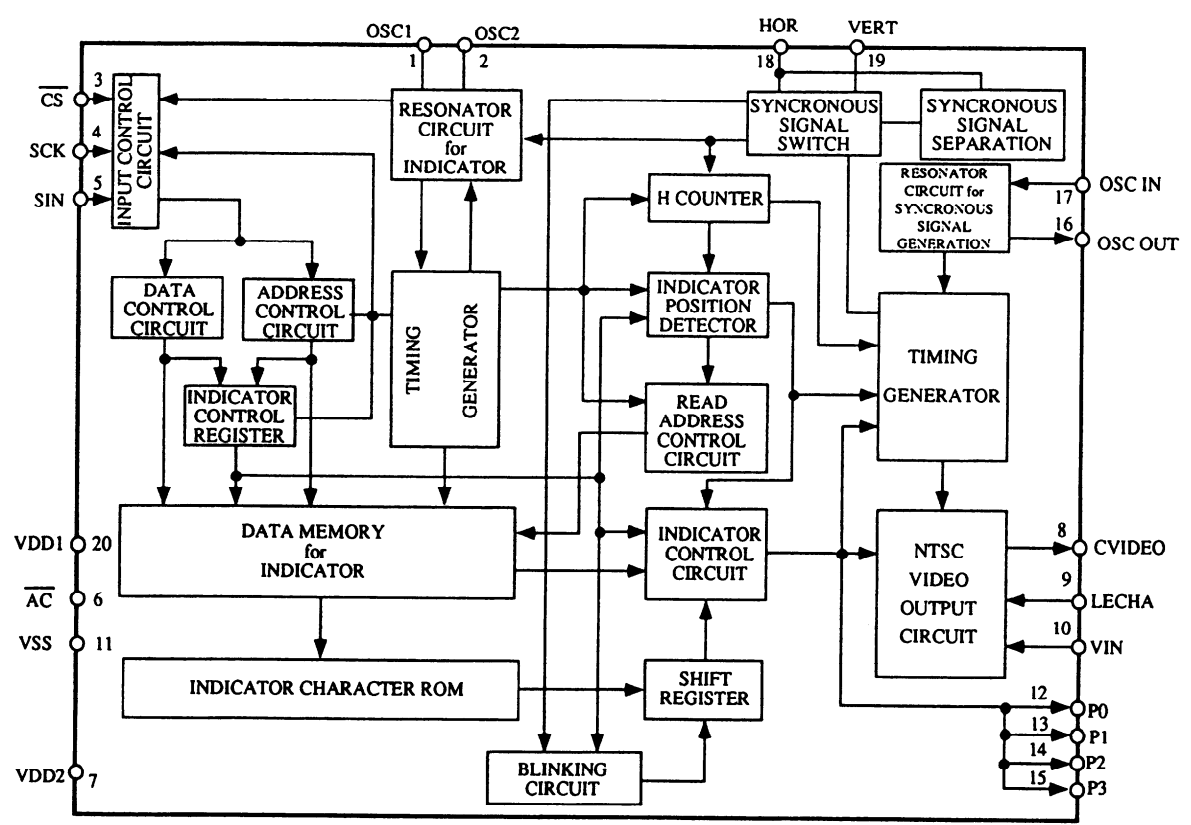 OSC1
OSC2
HOR
VERT
1
2
18
19
3
C̅S̅
4
SCK
5
SIN
INPUT CONTROL
CIRCUIT
RESONATOR
CIRCUIT
for
INDICATOR
SYNCRONOUS
SIGNAL
SWITCH
SYNCRONOUS
SIGNAL
SEPARATION
H COUNTER
RESONATOR
CIRCUIT for
SYNCRONOUS
SIGNAL
GENERATION
17
OSC IN
16
OSC OUT
DATA
CONTROL
CIRCUIT
ADDRESS
CONTROL
CIRCUIT
TIMING
GENERATOR
INDICATOR
POSITION
DETECTOR
TIMING
GENERATOR
INDICATOR
CONTROL
REGISTER
READ
ADDRESS
CONTROL
CIRCUIT
VDD1
20
DATA MEMORY
for
INDICATOR
INDICATOR
CONTROL
CIRCUIT
NTSC
VIDEO
OUTPUT
CIRCUIT
8
CVIDEO
9
LECHA
10
VIN
A̅C̅
6
VSS
11
INDICATOR CHARACTER ROM
SHIFT
REGISTER
12
P0
13
P1
14
P2
15
P3
VDD2
7
BLINKING
CIRCUIT